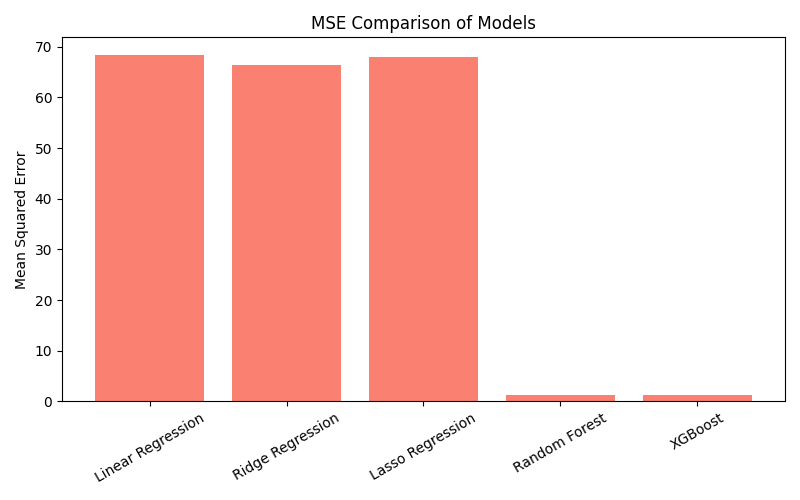 MSE Comparison of Models
Mean Squared Error
70
60
50
40
30
20
10
0
Linear Regression
Ridge Regression
Lasso Regression
Random Forest
XGBoost